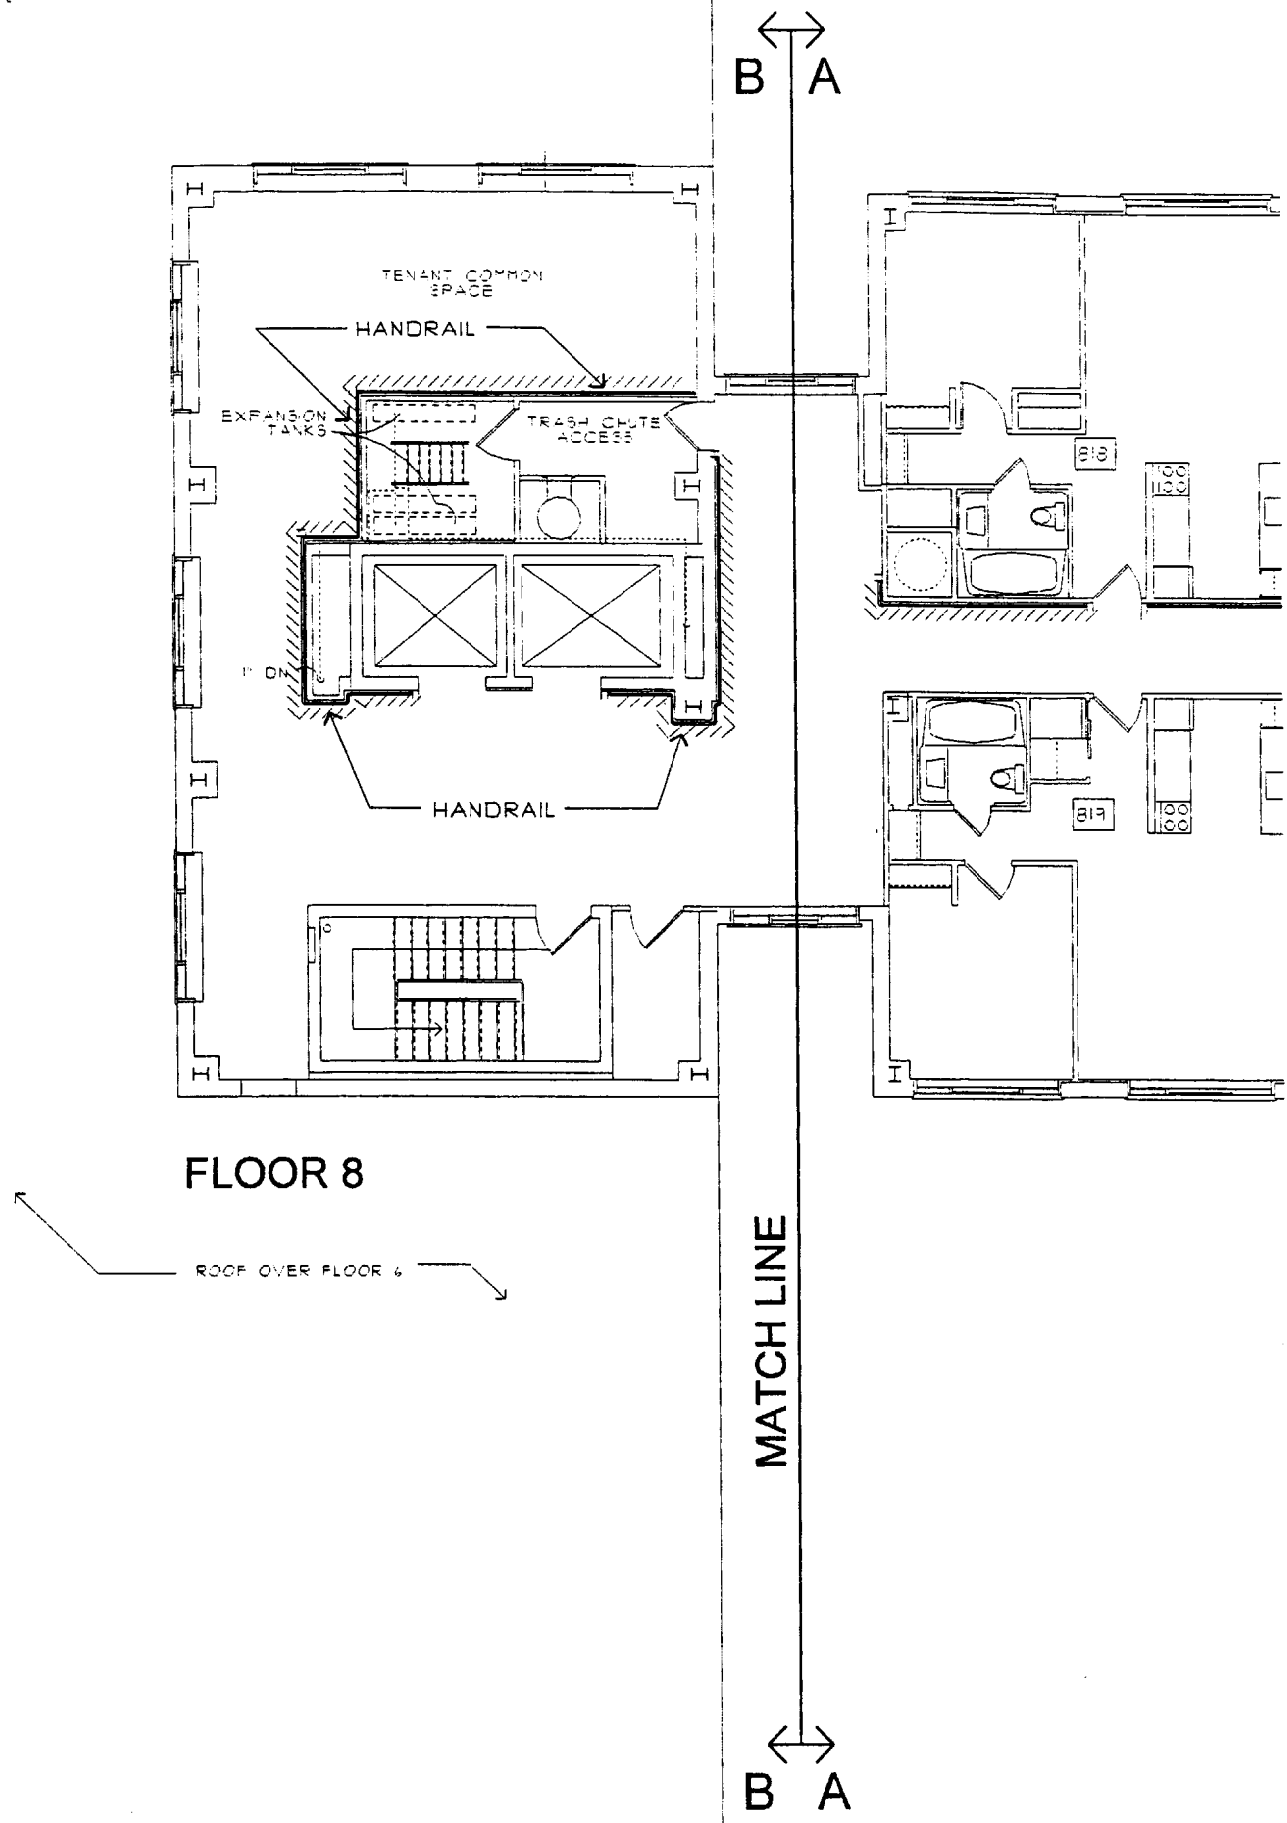 B A
TENANT COMMON
SPACE
HANDRAIL
EXPANSION
TANKS
TRASH CHUTE
ACCESS
818
1" DN
HANDRAIL
819
FLOOR 8
ROOF OVER FLOOR 6
MATCH LINE
B A